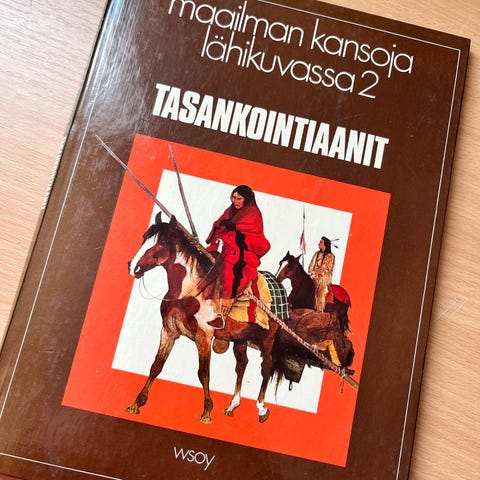 maailman kansoja
lähikuvassa 2
TASANKOINTIAANIT
wsoy